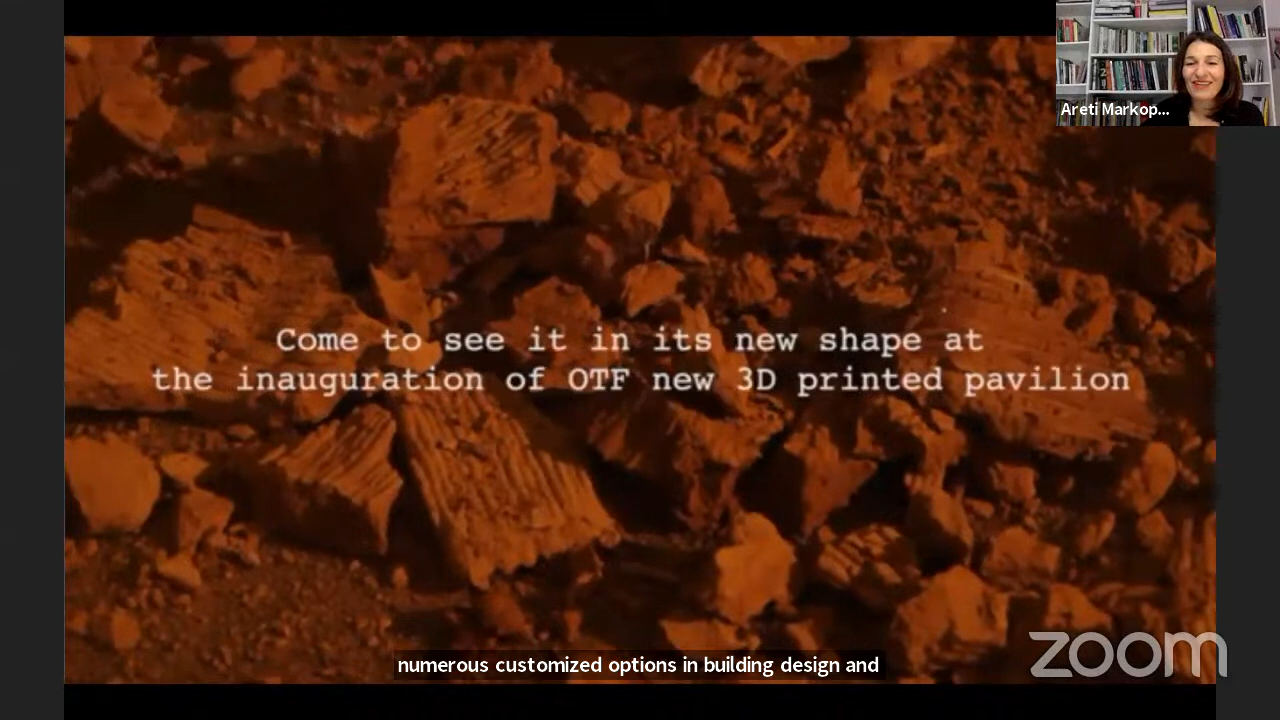 Areti Markop...
Come to see it in its new shape at
the inauguration of OTF new 3D printed pavilion
numerous customized options in building design and
zoom